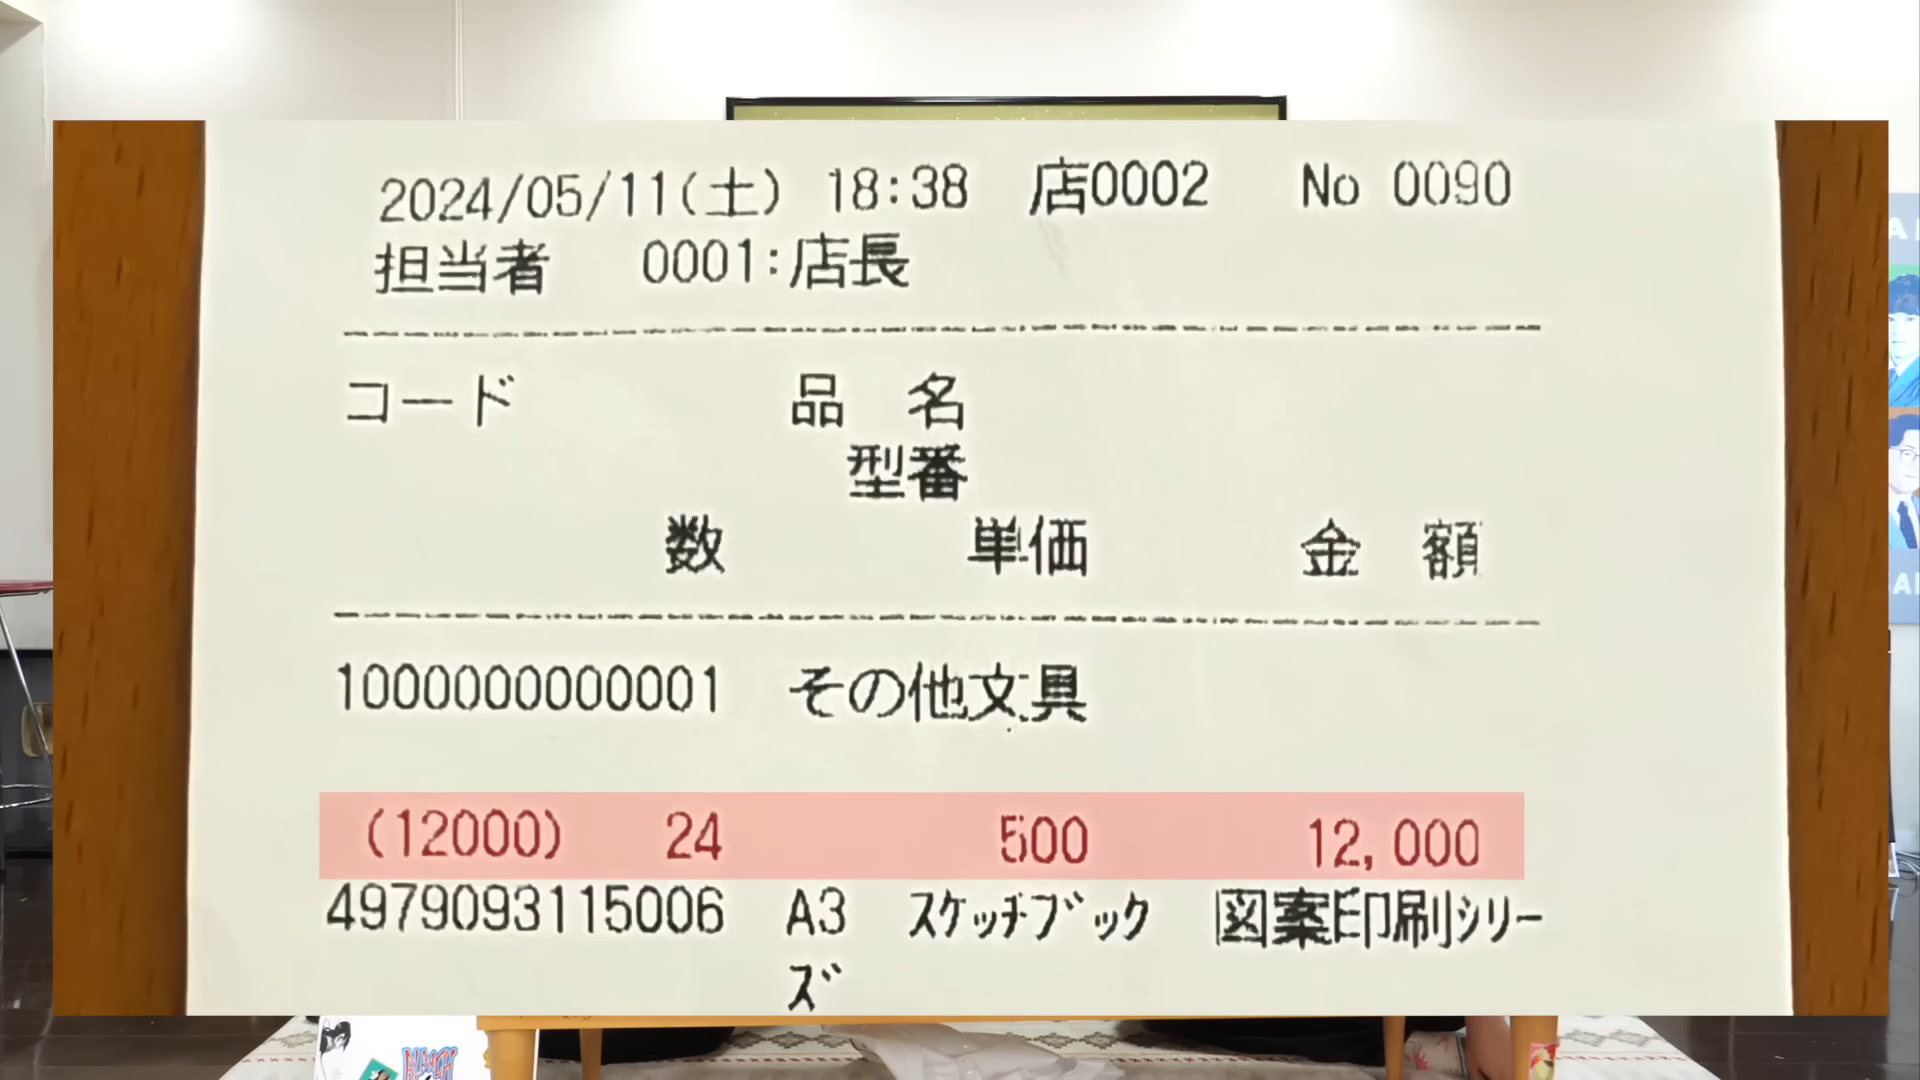 2024/05/11(土) 18:38 店0002 No 0090
担当者 0001:店長
コード 品 名
型番
数 単価 金 額
1000000000001 その他文具
(12000) 24 500 12,000
4979093115006 A3 ｽｹｯﾁﾌﾞｯｸ 図案印刷ｼﾘｰ
ｽﾞ